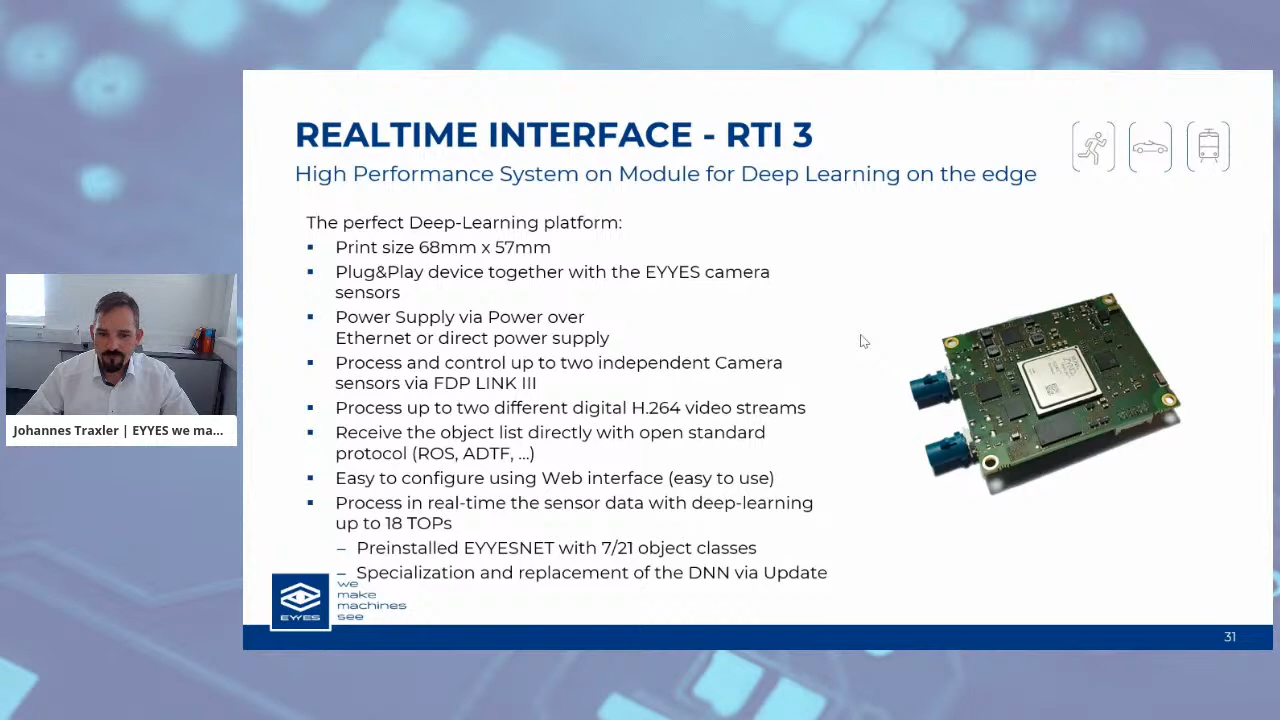 REALTIME INTERFACE - RTI 3
High Performance System on Module for Deep Learning on the edge
The perfect Deep-Learning platform:
▪ Print size 68mm x 57mm
▪ Plug&Play device together with the EYYES camera
sensors
▪ Power Supply via Power over
Ethernet or direct power supply
▪ Process and control up to two independent Camera
sensors via FDP LINK III
▪ Process up to two different digital H.264 video streams
▪ Receive the object list directly with open standard
protocol (ROS, ADTF, ...)
▪ Easy to configure using Web interface (easy to use)
▪ Process in real-time the sensor data with deep-learning
up to 18 TOPs
– Preinstalled EYYESNET with 7/21 object classes
– Specialization and replacement of the DNN via Update
Johannes Traxler | EYYES we ma...
EYYES
we
make
machines
see
31